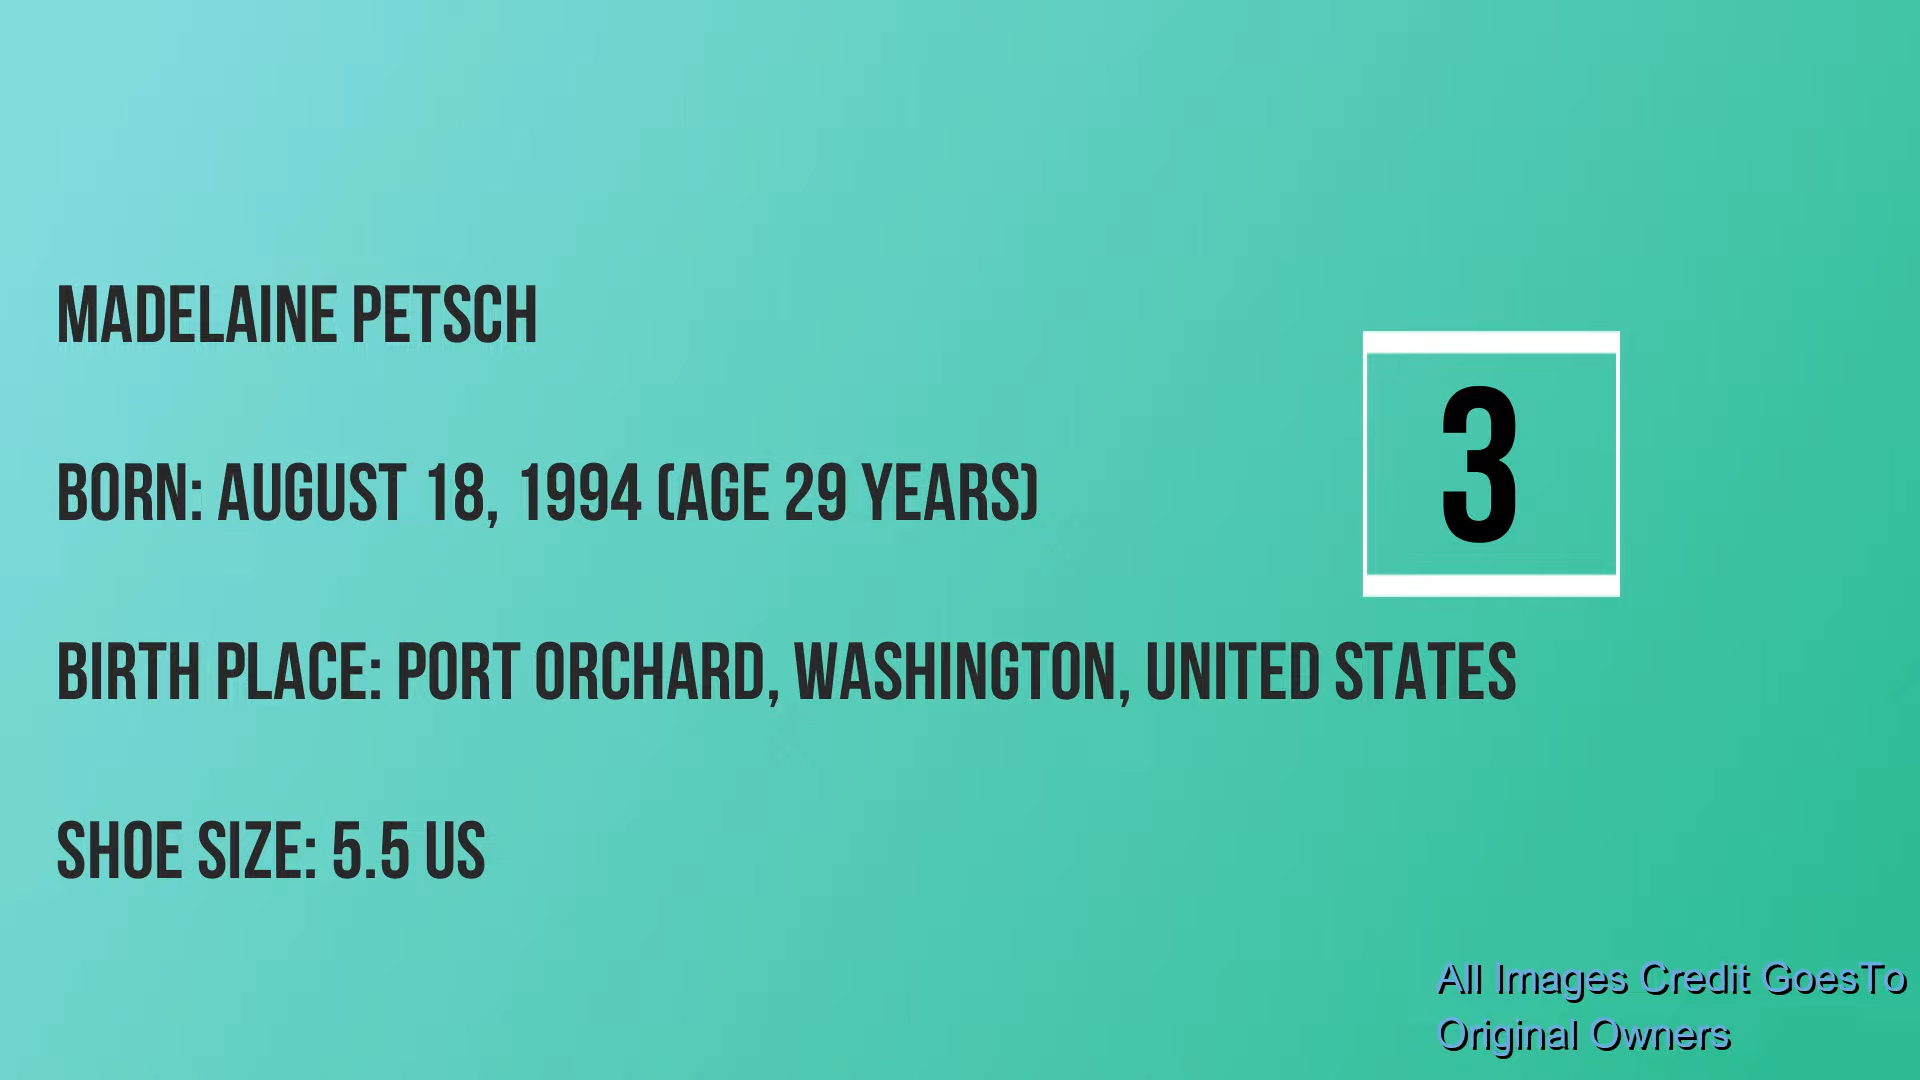 MADELAINE PETSCH
BORN: AUGUST 18, 1994 (AGE 29 YEARS)
3
BIRTH PLACE: PORT ORCHARD, WASHINGTON, UNITED STATES
SHOE SIZE: 5.5 US
All Images Credit GoesTo
Original Owners